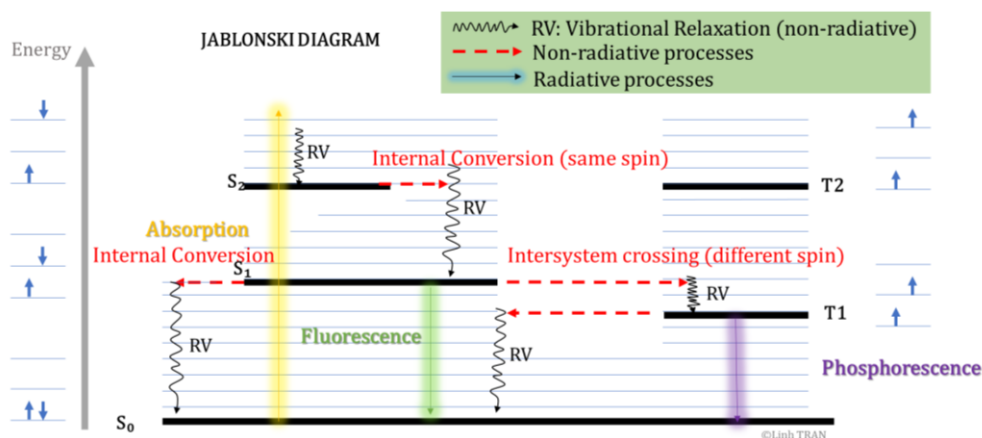 JABLONSKI DIAGRAM
RV: Vibrational Relaxation (non-radiative)
Non-radiative processes
Radiative processes
Energy
RV
Internal Conversion (same spin)
S₂
T2
RV
Absorption
Internal Conversion
Intersystem crossing (different spin)
S₁
RV
T1
Fluorescence
RV
RV
Phosphorescence
S₀
©Linh TRAN